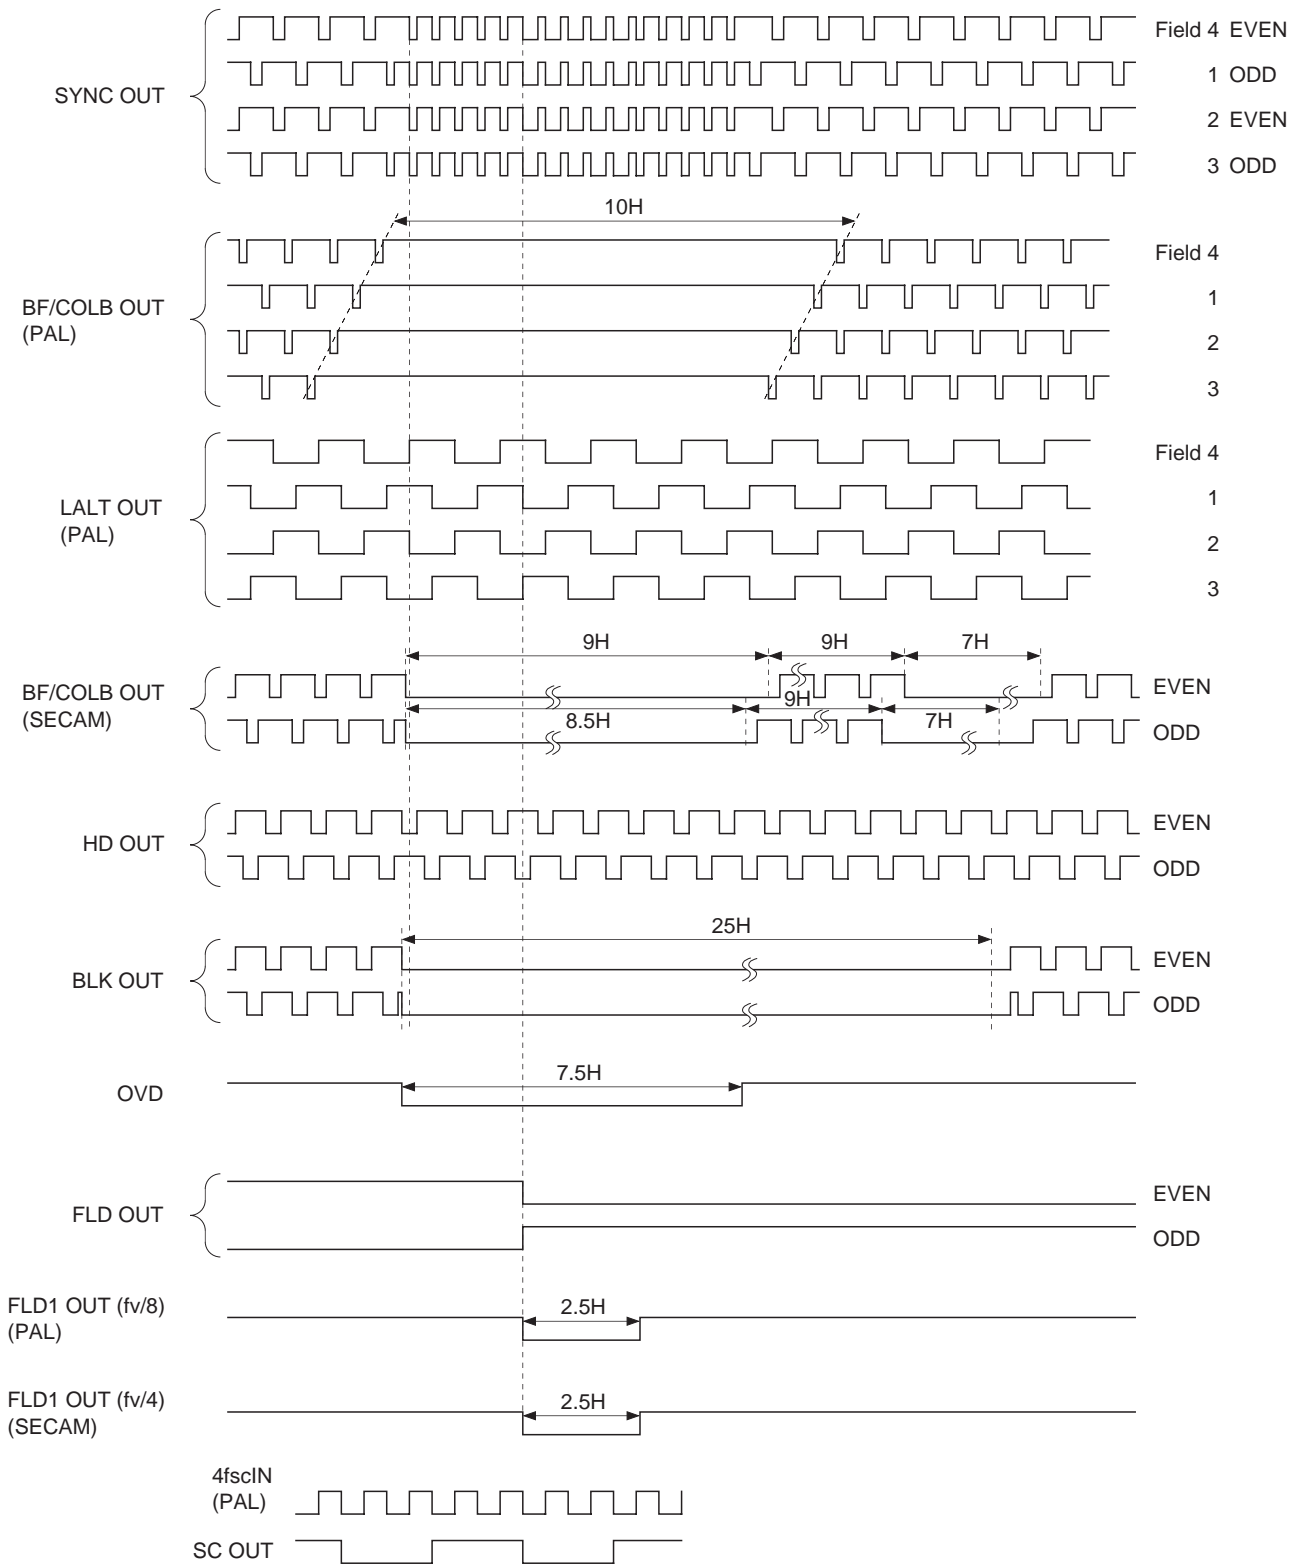 Field 4 EVEN
1 ODD
SYNC OUT
2 EVEN
3 ODD
10H
Field 4
BF/COLB OUT
(PAL)
1
2
3
Field 4
LALT OUT
(PAL)
1
2
3
9H 9H 7H
BF/COLB OUT
(SECAM)
EVEN
8.5H 9H 7H
ODD
HD OUT
EVEN
ODD
25H
BLK OUT
EVEN
ODD
7.5H
OVD
FLD OUT
EVEN
ODD
FLD1 OUT (fv/8)
(PAL)
2.5H
FLD1 OUT (fv/4)
(SECAM)
2.5H
4fscIN
(PAL)
SC OUT